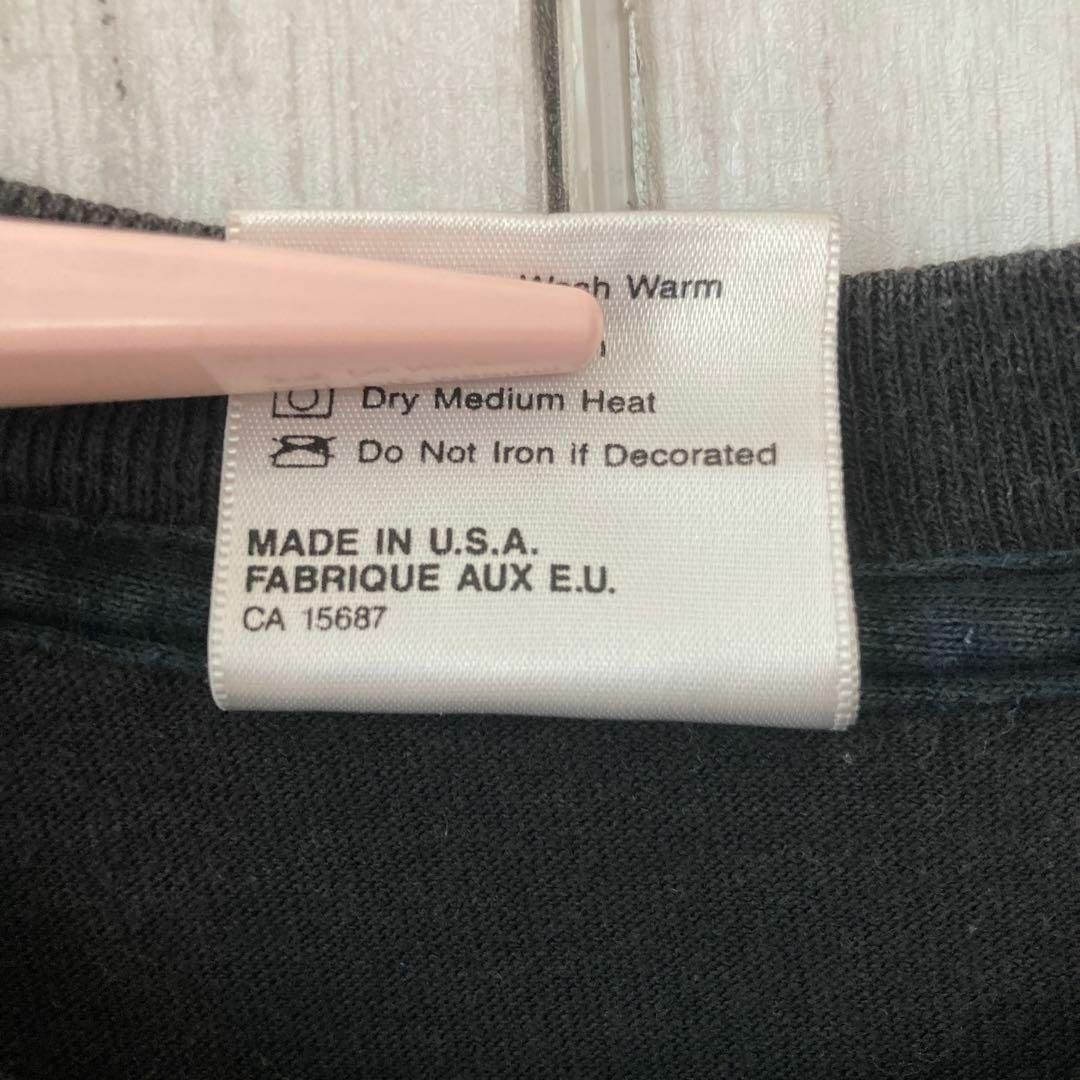 Wash Warm
Dry Medium Heat
Do Not Iron if Decorated
MADE IN U.S.A.
FABRIQUE AUX E.U.
CA 15687